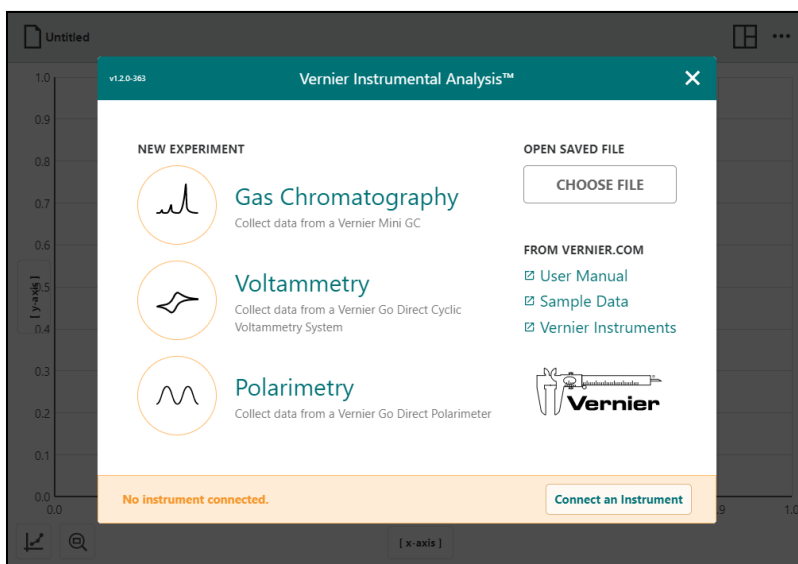 Untitled
v1.2.0-363
Vernier Instrumental Analysis™
NEW EXPERIMENT
Gas Chromatography
Collect data from a Vernier Mini GC
Voltammetry
Collect data from a Vernier Go Direct Cyclic
Voltammetry System
Polarimetry
Collect data from a Vernier Go Direct Polarimeter
OPEN SAVED FILE
CHOOSE FILE
FROM VERNIER.COM
User Manual
Sample Data
Vernier Instruments
Vernier
No instrument connected.
Connect an Instrument
1.0
0.9
0.8
0.7
0.6
0.5
0.4
0.3
0.2
0.1
0.0
[ y-axis ]
0.0
.9
1.0
[ x-axis ]